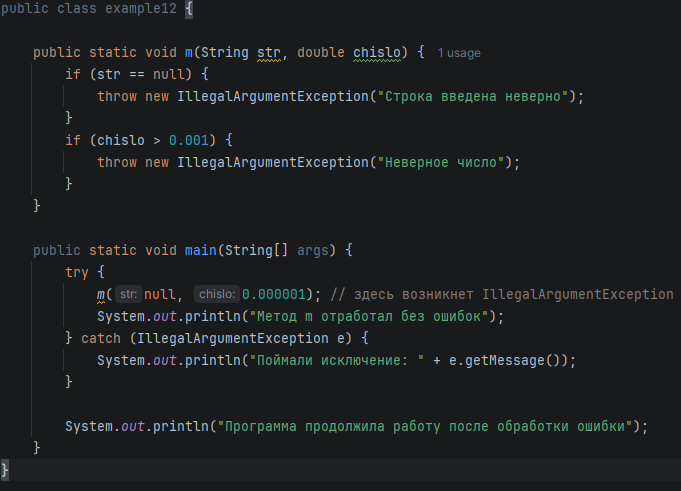 public class example12 {
public static void m(String str, double chislo) { 1 usage
if (str == null) {
throw new IllegalArgumentException("Строка введена неверно");
}
if (chislo > 0.001) {
throw new IllegalArgumentException("Неверное число");
}
}
public static void main(String[] args) {
try {
m( str: null, chislo: 0.000001); // здесь возникнет IllegalArgumentException
System.out.println("Метод m отработал без ошибок");
} catch (IllegalArgumentException e) {
System.out.println("Поймали исключение: " + e.getMessage());
}
System.out.println("Программа продолжила работу после обработки ошибки");
}
}